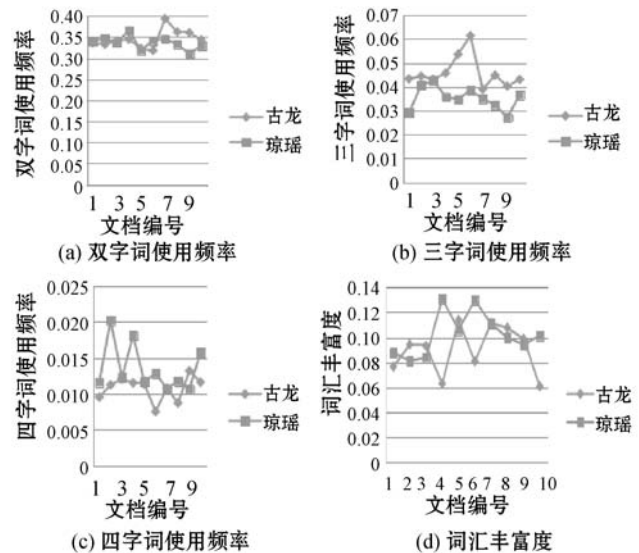 双字词使用频率
0.40
0.35
0.30
0.25
0.20
0.15
0.10
0.05
0
1 3 5 7 9
文档编号
古龙
琼瑶
(a) 双字词使用频率
三字词使用频率
0.07
0.06
0.05
0.04
0.03
0.02
0.01
0
1 3 5 7 9
文档编号
古龙
琼瑶
(b) 三字词使用频率
四字词使用频率
0.025
0.020
0.015
0.010
0.005
0
1 3 5 7 9
文档编号
古龙
琼瑶
(c) 四字词使用频率
词汇丰富度
0.14
0.12
0.10
0.08
0.06
0.04
0.02
0
1 2 3 4 5 6 7 8 9 10
文档编号
古龙
琼瑶
(d) 词汇丰富度